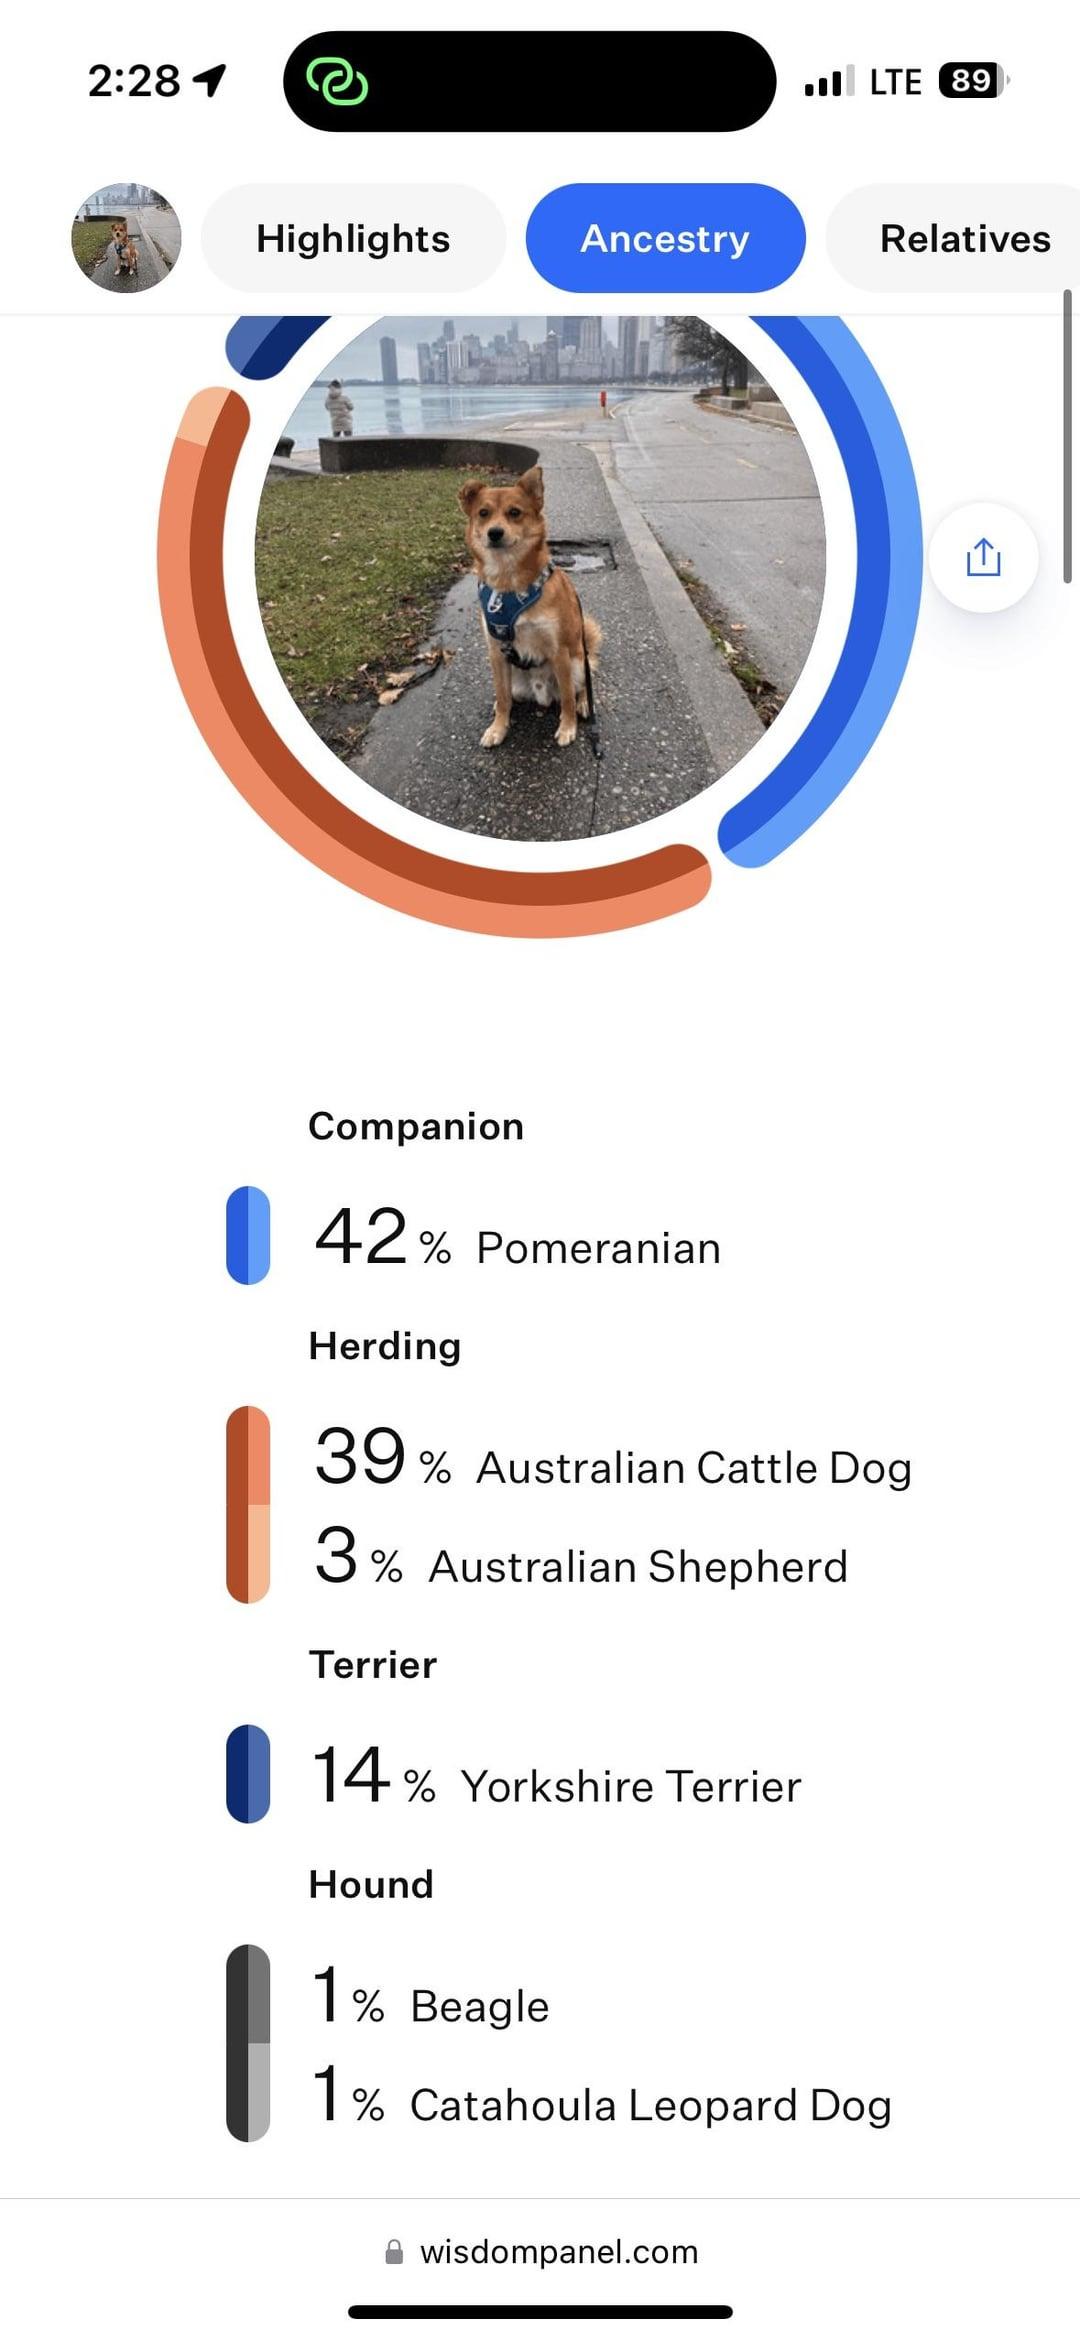 2:28 LTE 89
Highlights Ancestry Relatives
Companion
42 % Pomeranian
Herding
39 % Australian Cattle Dog
3 % Australian Shepherd
Terrier
14 % Yorkshire Terrier
Hound
1 % Beagle
1 % Catahoula Leopard Dog
wisdompanel.com